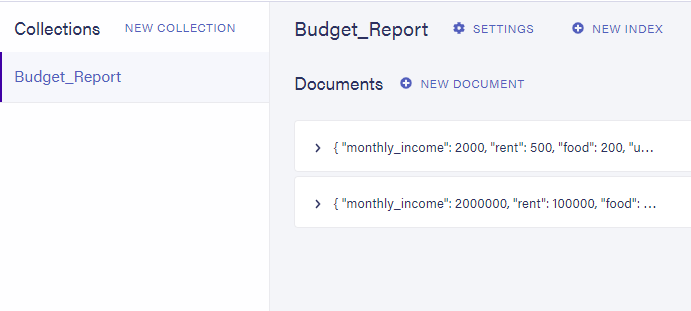 Collections NEW COLLECTION
Budget_Report
Budget_Report SETTINGS NEW INDEX
Documents NEW DOCUMENT
{ "monthly_income": 2000, "rent": 500, "food": 200, "u...
{ "monthly_income": 2000000, "rent": 100000, "food": ...